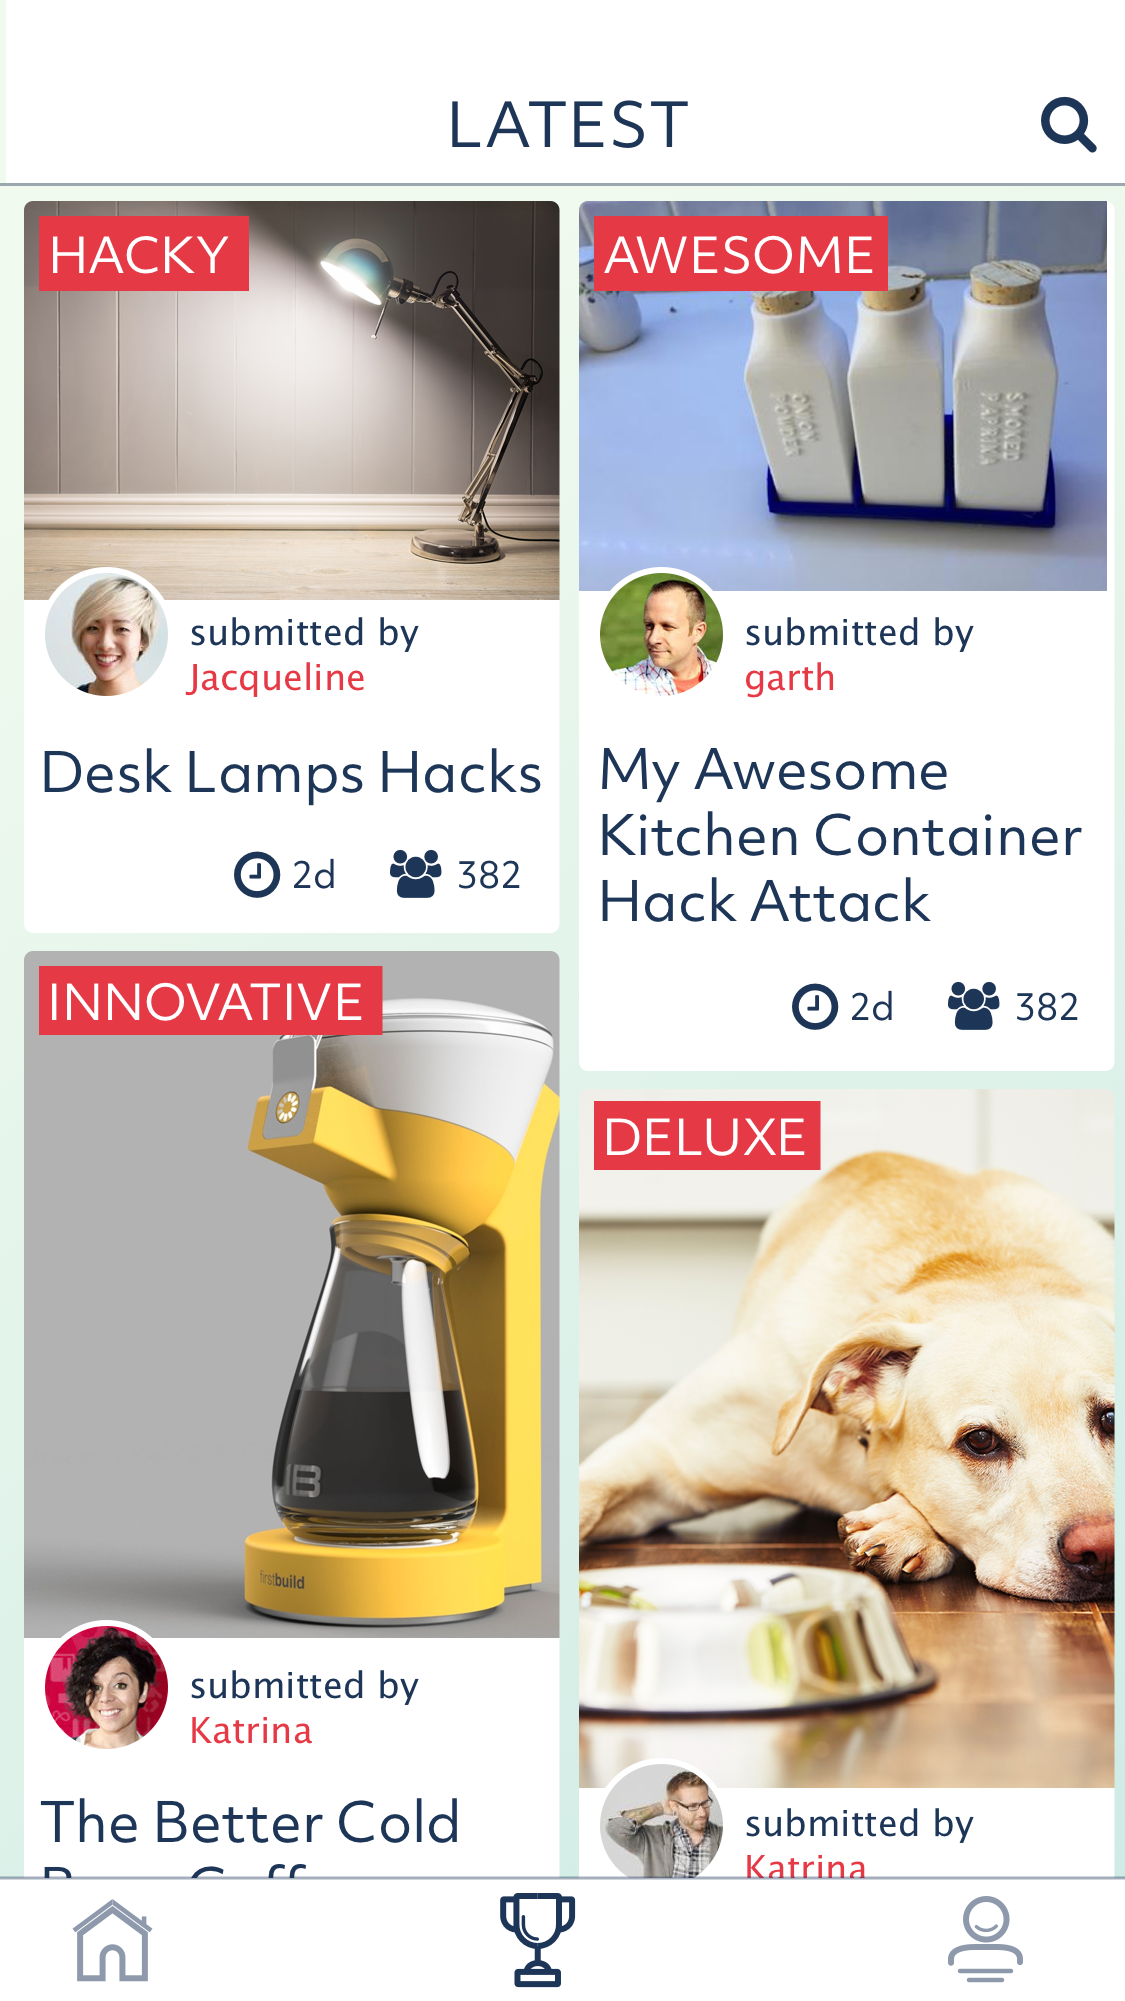 LATEST
HACKY
submitted by
Jacqueline
Desk Lamps Hacks
2d 382
AWESOME
ONION
POWDER
SMOKED
PAPRIKA
submitted by
garth
My Awesome
Kitchen Container
Hack Attack
2d 382
INNOVATIVE
firstbuild
submitted by
Katrina
The Better Cold
DELUXE
submitted by
Katrina